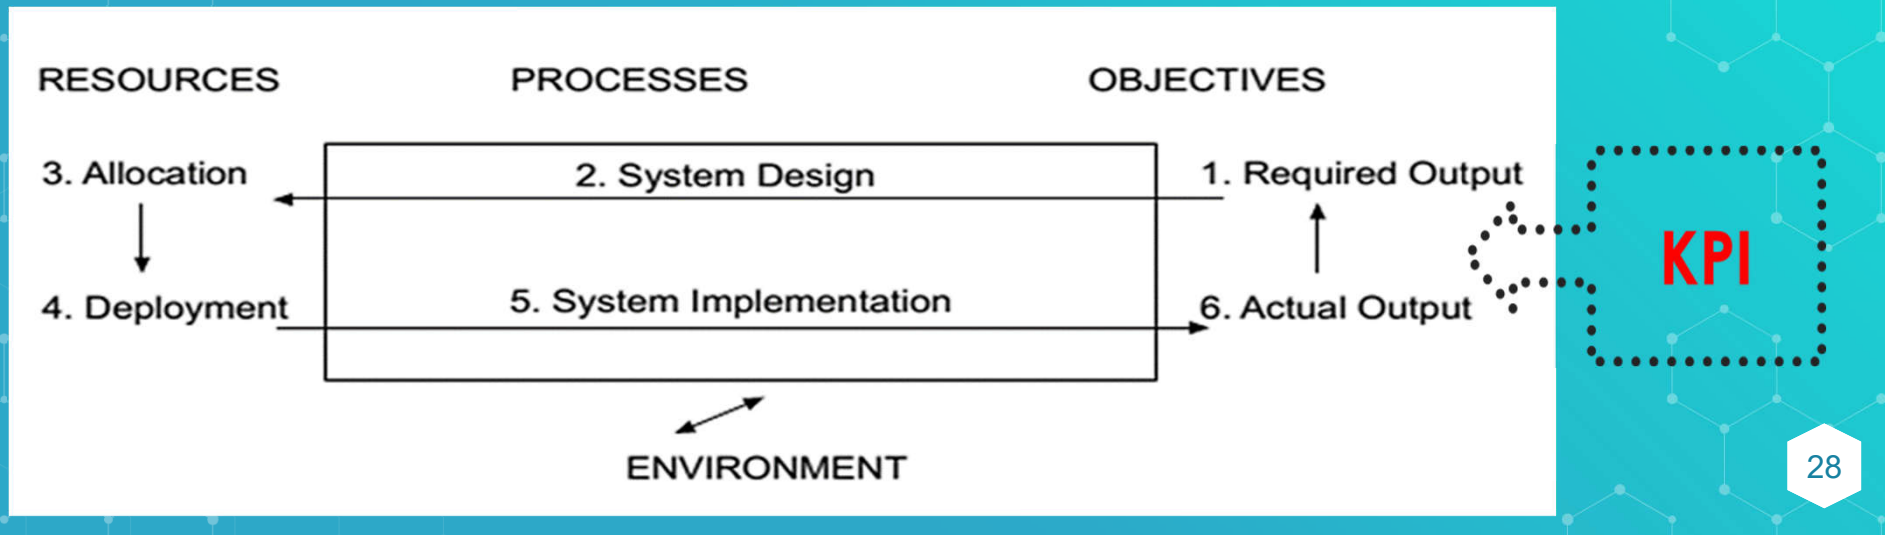 RESOURCES PROCESSES OBJECTIVES
3. Allocation 2. System Design 1. Required Output
KPI
4. Deployment 5. System Implementation 6. Actual Output
ENVIRONMENT
28